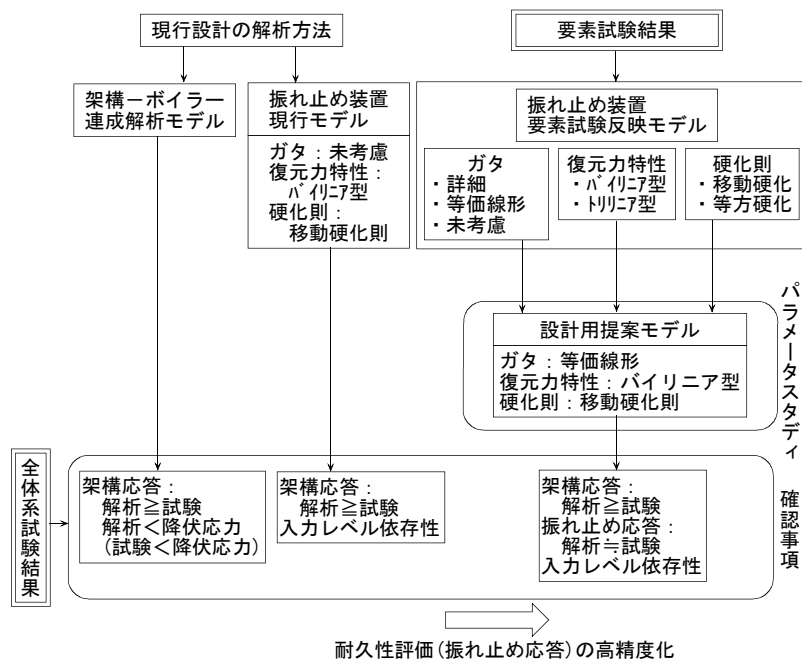 現行設計の解析方法
要素試験結果
架構－ボイラー
連成解析モデル
振れ止め装置
現行モデル
ガタ：未考慮
復元力特性：
ﾊﾞｲﾘﾆｱ型
硬化則：
移動硬化則
振れ止め装置
要素試験反映モデル
ガタ
・詳細
・等価線形
・未考慮
復元力特性
・ﾊﾞｲﾘﾆｱ型
・ﾄﾘﾘﾆｱ型
硬化則
・移動硬化
・等方硬化
パラメータスタディ
設計用提案モデル
ガタ：等価線形
復元力特性：バイリニア型
硬化則：移動硬化則
全体系試験結果
架構応答：
解析≧試験
解析＜降伏応力
(試験＜降伏応力)
架構応答：
解析≧試験
入力レベル依存性
架構応答：
解析≧試験
振れ止め応答：
解析≒試験
入力レベル依存性
確認事項
耐久性評価(振れ止め応答)の高精度化